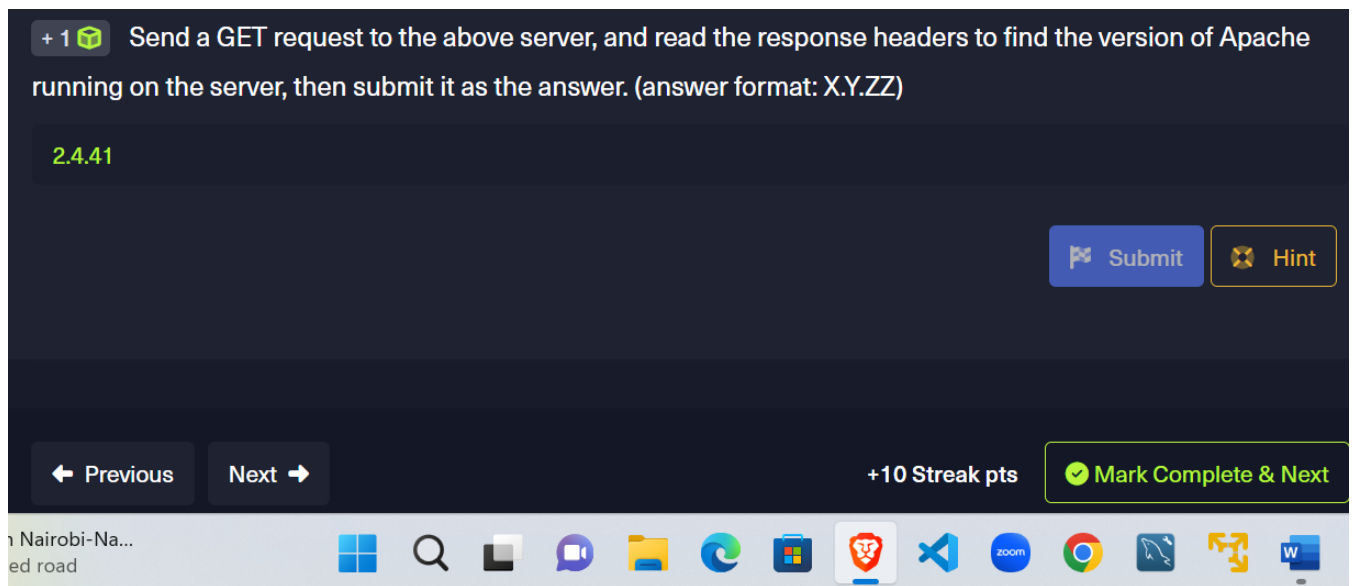 + 1 Send a GET request to the above server, and read the response headers to find the version of Apache
running on the server, then submit it as the answer. (answer format: X.Y.ZZ)
2.4.41
Submit Hint
Previous Next +10 Streak pts Mark Complete & Next
Nairobi-Na...
ed road
zoom
W